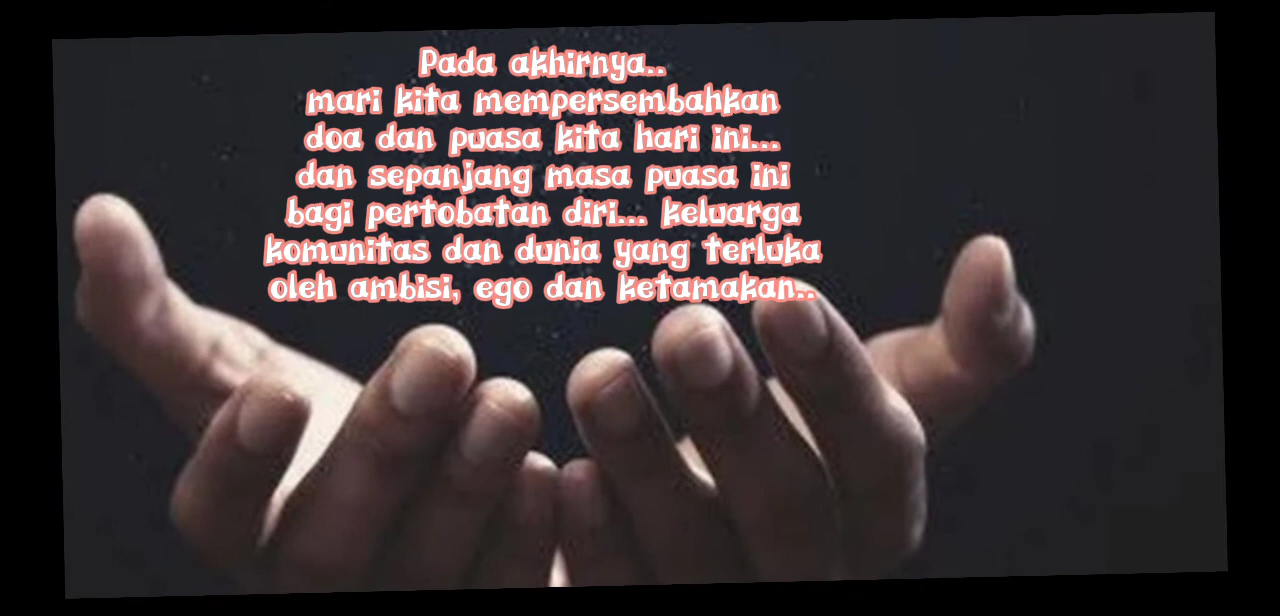 Pada akhirnya..
mari kita mempersembahkan
doa dan puasa kita hari ini...
dan sepanjang masa puasa ini
bagi pertobatan diri... keluarga
komunitas dan dunia yang terluka
oleh ambisi, ego dan ketamakan..